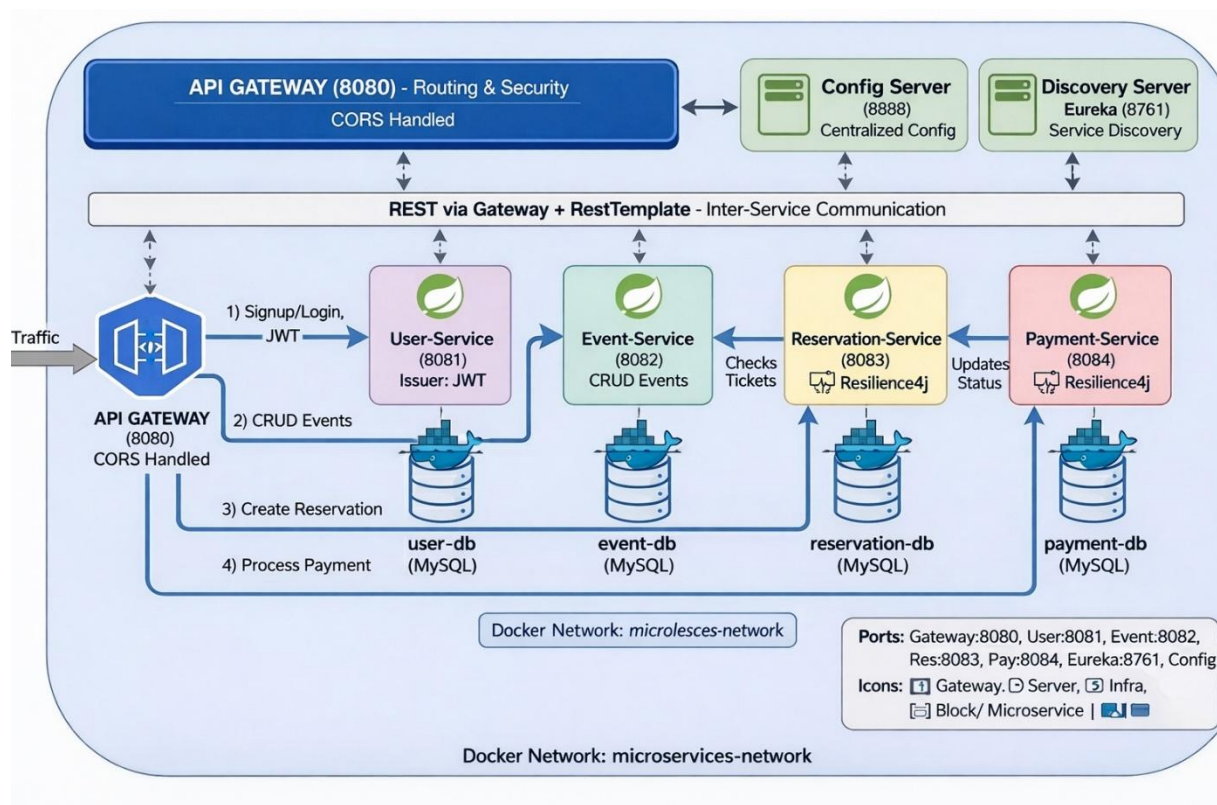 API GATEWAY (8080) - Routing & Security
CORS Handled
Config Server
(8888)
Centralized Config
Discovery Server
Eureka (8761)
Service Discovery
REST via Gateway + RestTemplate - Inter-Service Communication
Traffic
API GATEWAY
(8080)
CORS Handled
1) Signup/Login,
JWT
User-Service
(8081)
Issuer: JWT
Event-Service
(8082)
CRUD Events
Checks
Tickets
Reservation-Service
(8083)
Resilience4j
Updates
Status
Payment-Service
(8084)
Resilience4j
2) CRUD Events
3) Create Reservation
4) Process Payment
user-db
(MySQL)
event-db
(MySQL)
reservation-db
(MySQL)
payment-db
(MySQL)
Docker Network: microlesces-network
Ports: Gateway:8080, User:8081, Event:8082,
Res:8083, Pay:8084, Eureka:8761, Config
Icons: Gateway. Server, Infra,
Block/ Microservice |
Docker Network: microservices-network